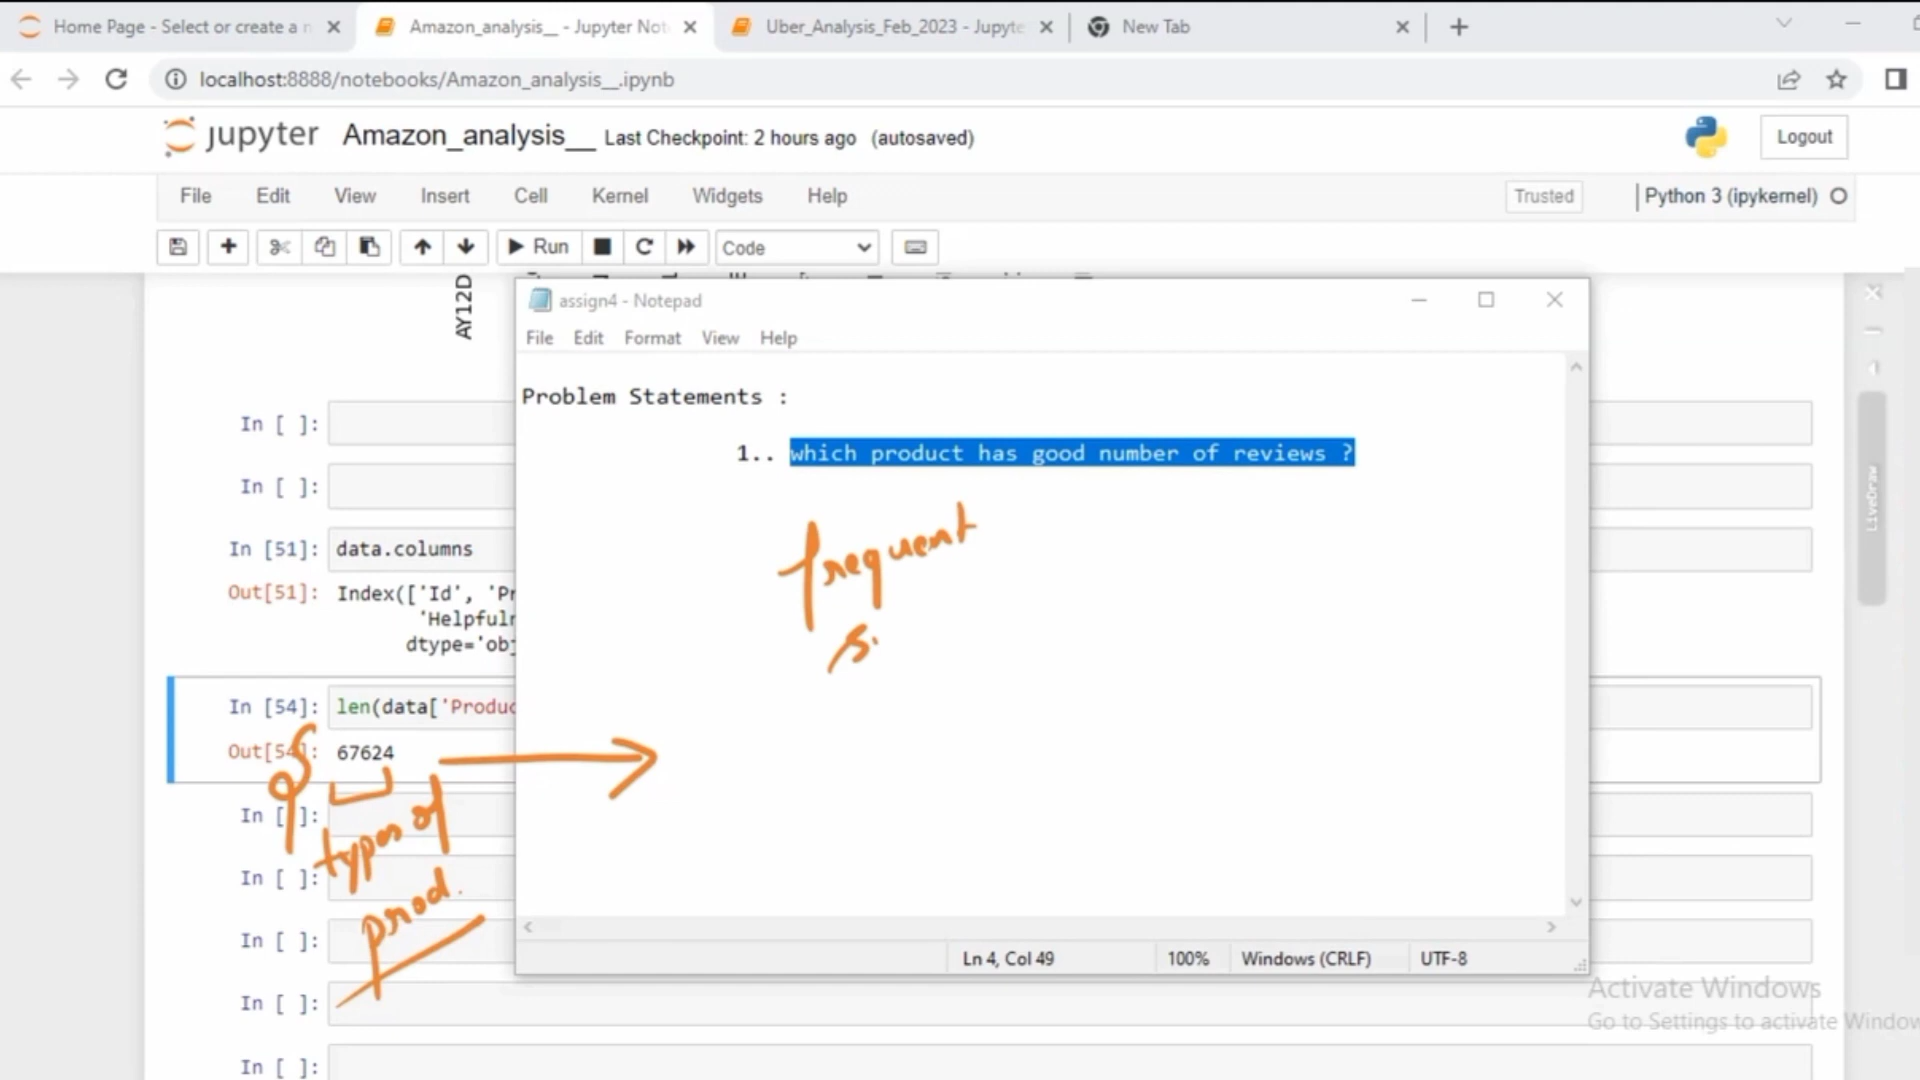 Home Page - Select or create a n
Amazon_analysis__ - Jupyter Not
Uber_Analysis_Feb_2023 - Jupyte
New Tab
localhost:8888/notebooks/Amazon_analysis__.ipynb
jupyter Amazon_analysis__ Last Checkpoint: 2 hours ago (autosaved)
Logout
File Edit View Insert Cell Kernel Widgets Help
Trusted
Python 3 (ipykernel)
Run
Code
AY12D
assign4 - Notepad
File Edit Format View Help
Problem Statements :
1.. which product has good number of reviews ?
frequent
In [ ]:
In [ ]:
In [51]: data.columns
Out[51]: Index(['Id', 'Pr
'Helpfuln
dtype='obj
In [54]: len(data['Produc
Out[54]: 67624
In [ ]:
types of
In [ ]:
prod.
In [ ]:
In [ ]:
In [ ]:
Ln 4, Col 49
100%
Windows (CRLF)
UTF-8
LiveDraw
Activate Windows
Go to Settings to activate Window